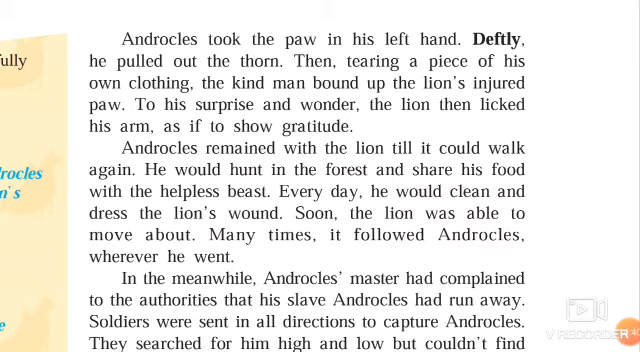 Androcles took the paw in his left hand. Deftly,
he pulled out the thorn. Then, tearing a piece of his
own clothing, the kind man bound up the lion's injured
paw. To his surprise and wonder, the lion then licked
his arm, as if to show gratitude.
Androcles remained with the lion till it could walk
again. He would hunt in the forest and share his food
with the helpless beast. Every day, he would clean and
dress the lion's wound. Soon, the lion was able to
move about. Many times, it followed Androcles,
wherever he went.
In the meanwhile, Androcles' master had complained
to the authorities that his slave Androcles had run away.
Soldiers were sent in all directions to capture Androcles.
They searched for him high and low but couldn't find
fully
rocles
n's
e
V RECORDER